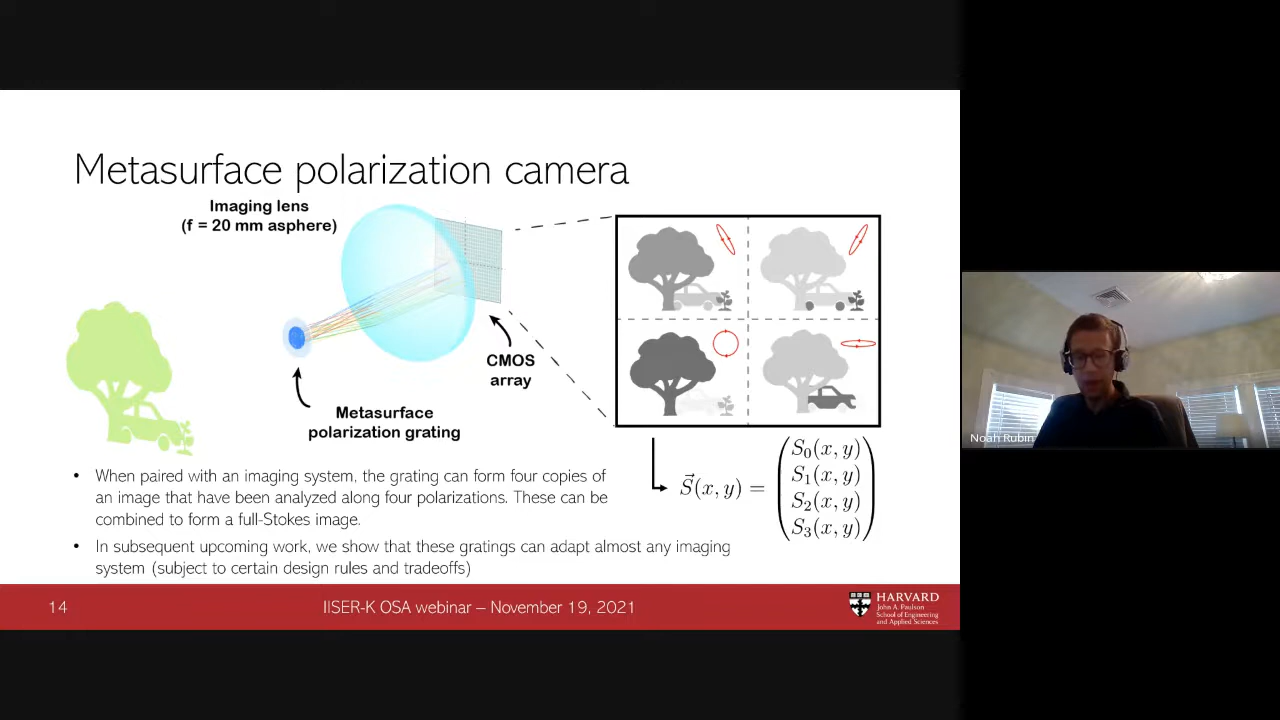 Metasurface polarization camera
Imaging lens
(f = 20 mm asphere)
CMOS
array
Metasurface
polarization grating
• When paired with an imaging system, the grating can form four copies of
an image that have been analyzed along four polarizations. These can be
combined to form a full-Stokes image.
• In subsequent upcoming work, we show that these gratings can adapt almost any imaging
system (subject to certain design rules and tradeoffs)
S⃗(x, y) =
S₀(x, y)
S₁(x, y)
S₂(x, y)
S₃(x, y)
14
IISER-K OSA webinar – November 19, 2021
HARVARD
John A. Paulson
School of Engineering
and Applied Sciences
Noah Rubin